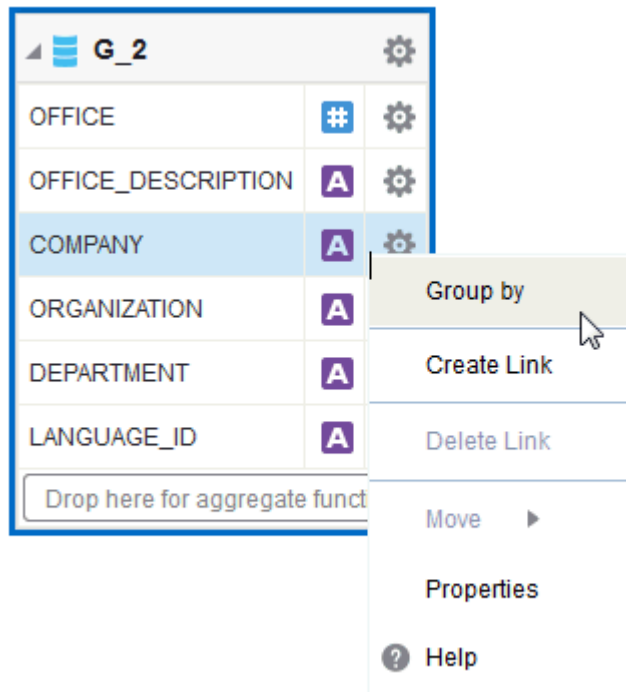 G_2
OFFICE
#
OFFICE_DESCRIPTION
A
COMPANY
A
ORGANIZATION
A
DEPARTMENT
A
LANGUAGE_ID
A
Drop here for aggregate funct
Group by
Create Link
Delete Link
Move
Properties
? Help